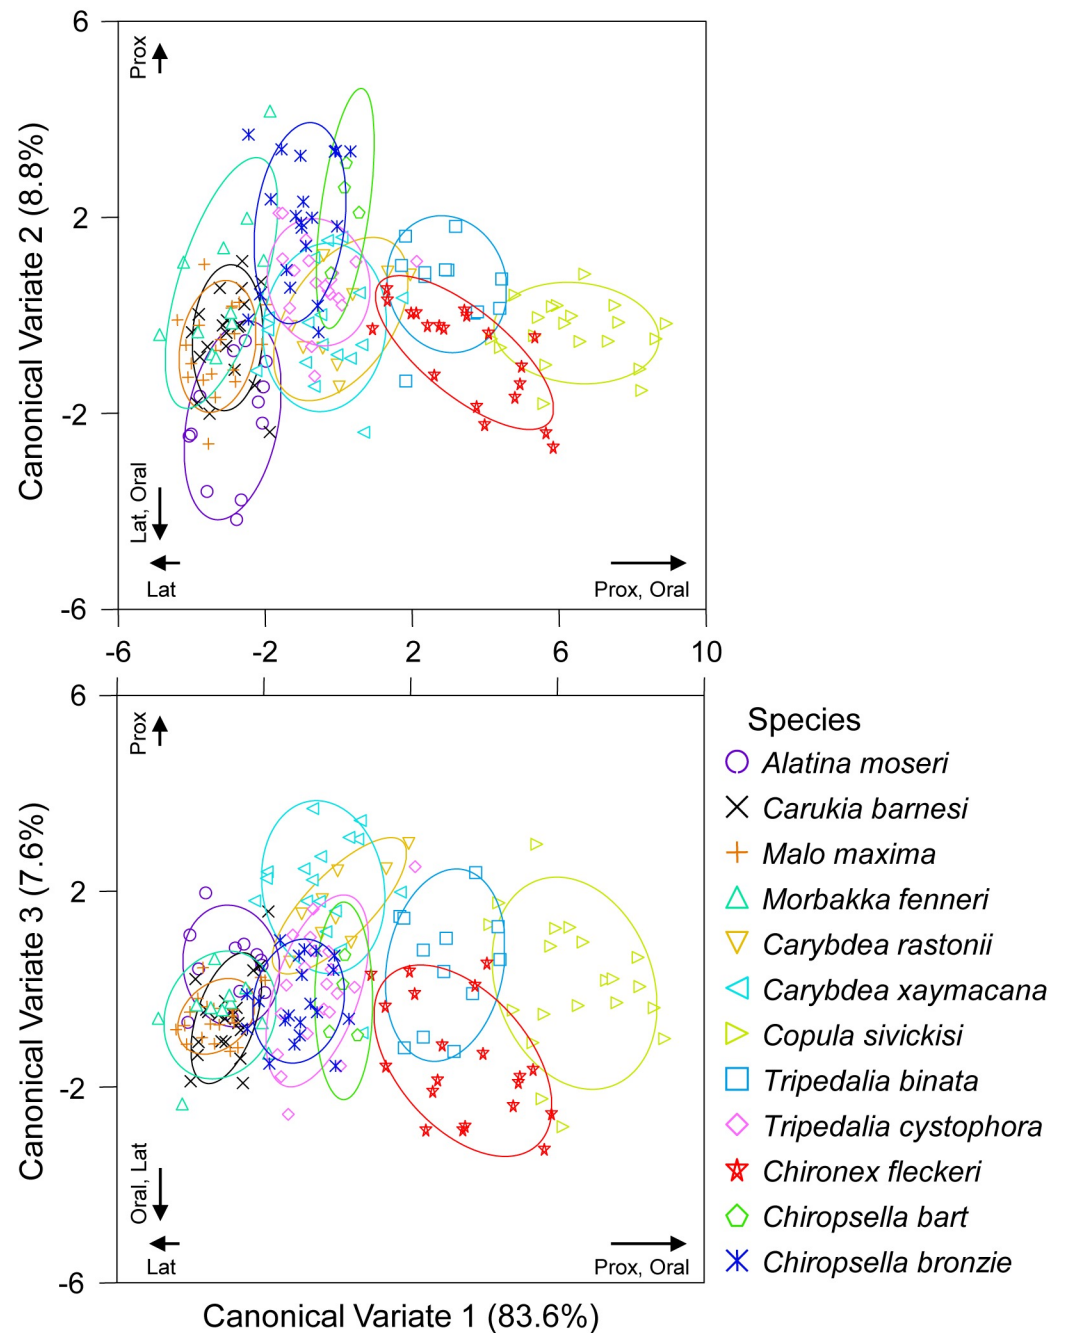 6
Prox
2
Canonical Variate 2 (8.8%)
-2
Lat, Oral
Lat
Prox, Oral
-6
-6 -2 2 6 10
6
Prox
2
Canonical Variate 3 (7.6%)
-2
Oral, Lat
Lat
Prox, Oral
-6
Canonical Variate 1 (83.6%)
Species
Alatina moseri
Carukia barnesi
Malo maxima
Morbakka fenneri
Carybdea rastonii
Carybdea xaymacana
Copula sivickisi
Tripedalia binata
Tripedalia cystophora
Chironex fleckeri
Chiropsella bart
Chiropsella bronzie